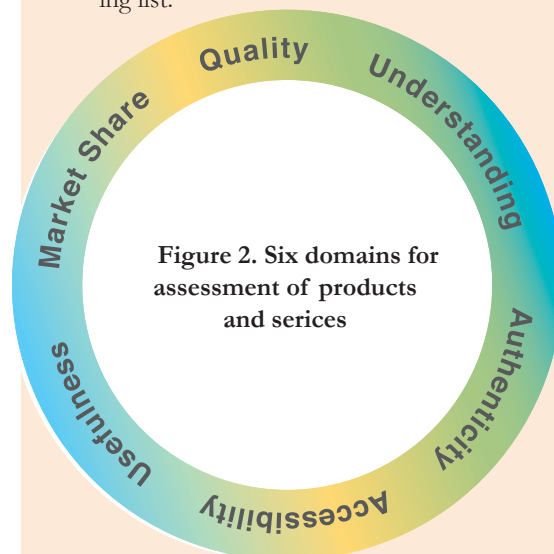 ing list.
Quality
Understanding
Authenticity
Accessibility
Usefulness
Market Share
Figure 2. Six domains for
assessment of products
and serices